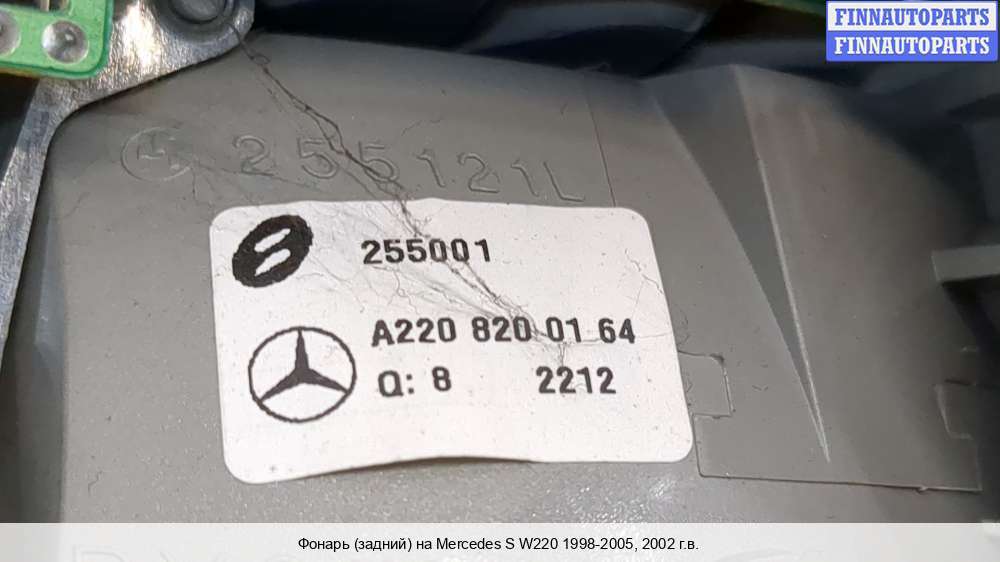 FINNAUTOPARTS
FINNAUTOPARTS
255121L
255001
A220 820 01 64
Q: 8 2212
Фонарь (задний) на Mercedes S W220 1998-2005, 2002 г.в.